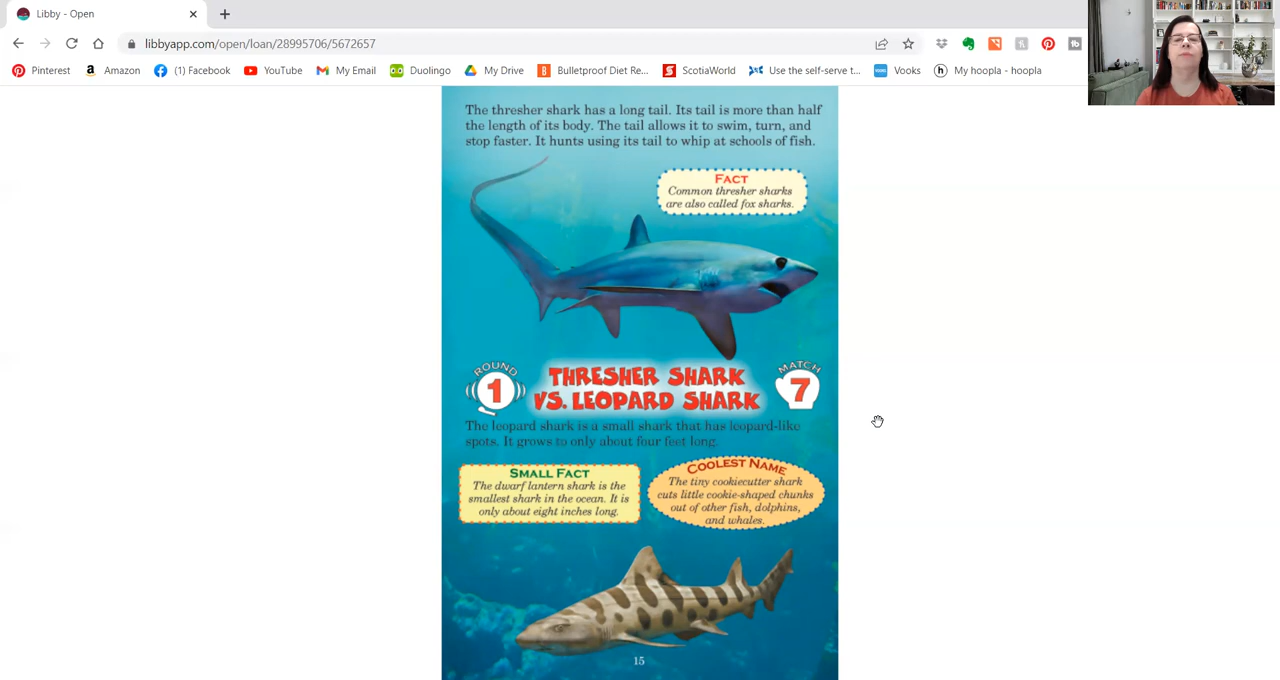 Libby - Open
libbyapp.com/open/loan/28995706/5672657
Pinterest Amazon (1) Facebook YouTube My Email Duolingo My Drive Bulletproof Diet Re... ScotiaWorld Use the self-serve t... Vooks My hoopla - hoopla
The thresher shark has a long tail. Its tail is more than half
the length of its body. The tail allows it to swim, turn, and
stop faster. It hunts using its tail to whip at schools of fish.
FACT
Common thresher sharks
are also called fox sharks.
ROUND
1
THRESHER SHARK
VS. LEOPARD SHARK
MATCH
7
The leopard shark is a small shark that has leopard-like
spots. It grows to only about four feet long.
SMALL FACT
The dwarf lantern shark is the
smallest shark in the ocean. It is
only about eight inches long.
COOLEST NAME
The tiny cookiecutter shark
cuts little cookie-shaped chunks
out of other fish, dolphins,
and whales.
15